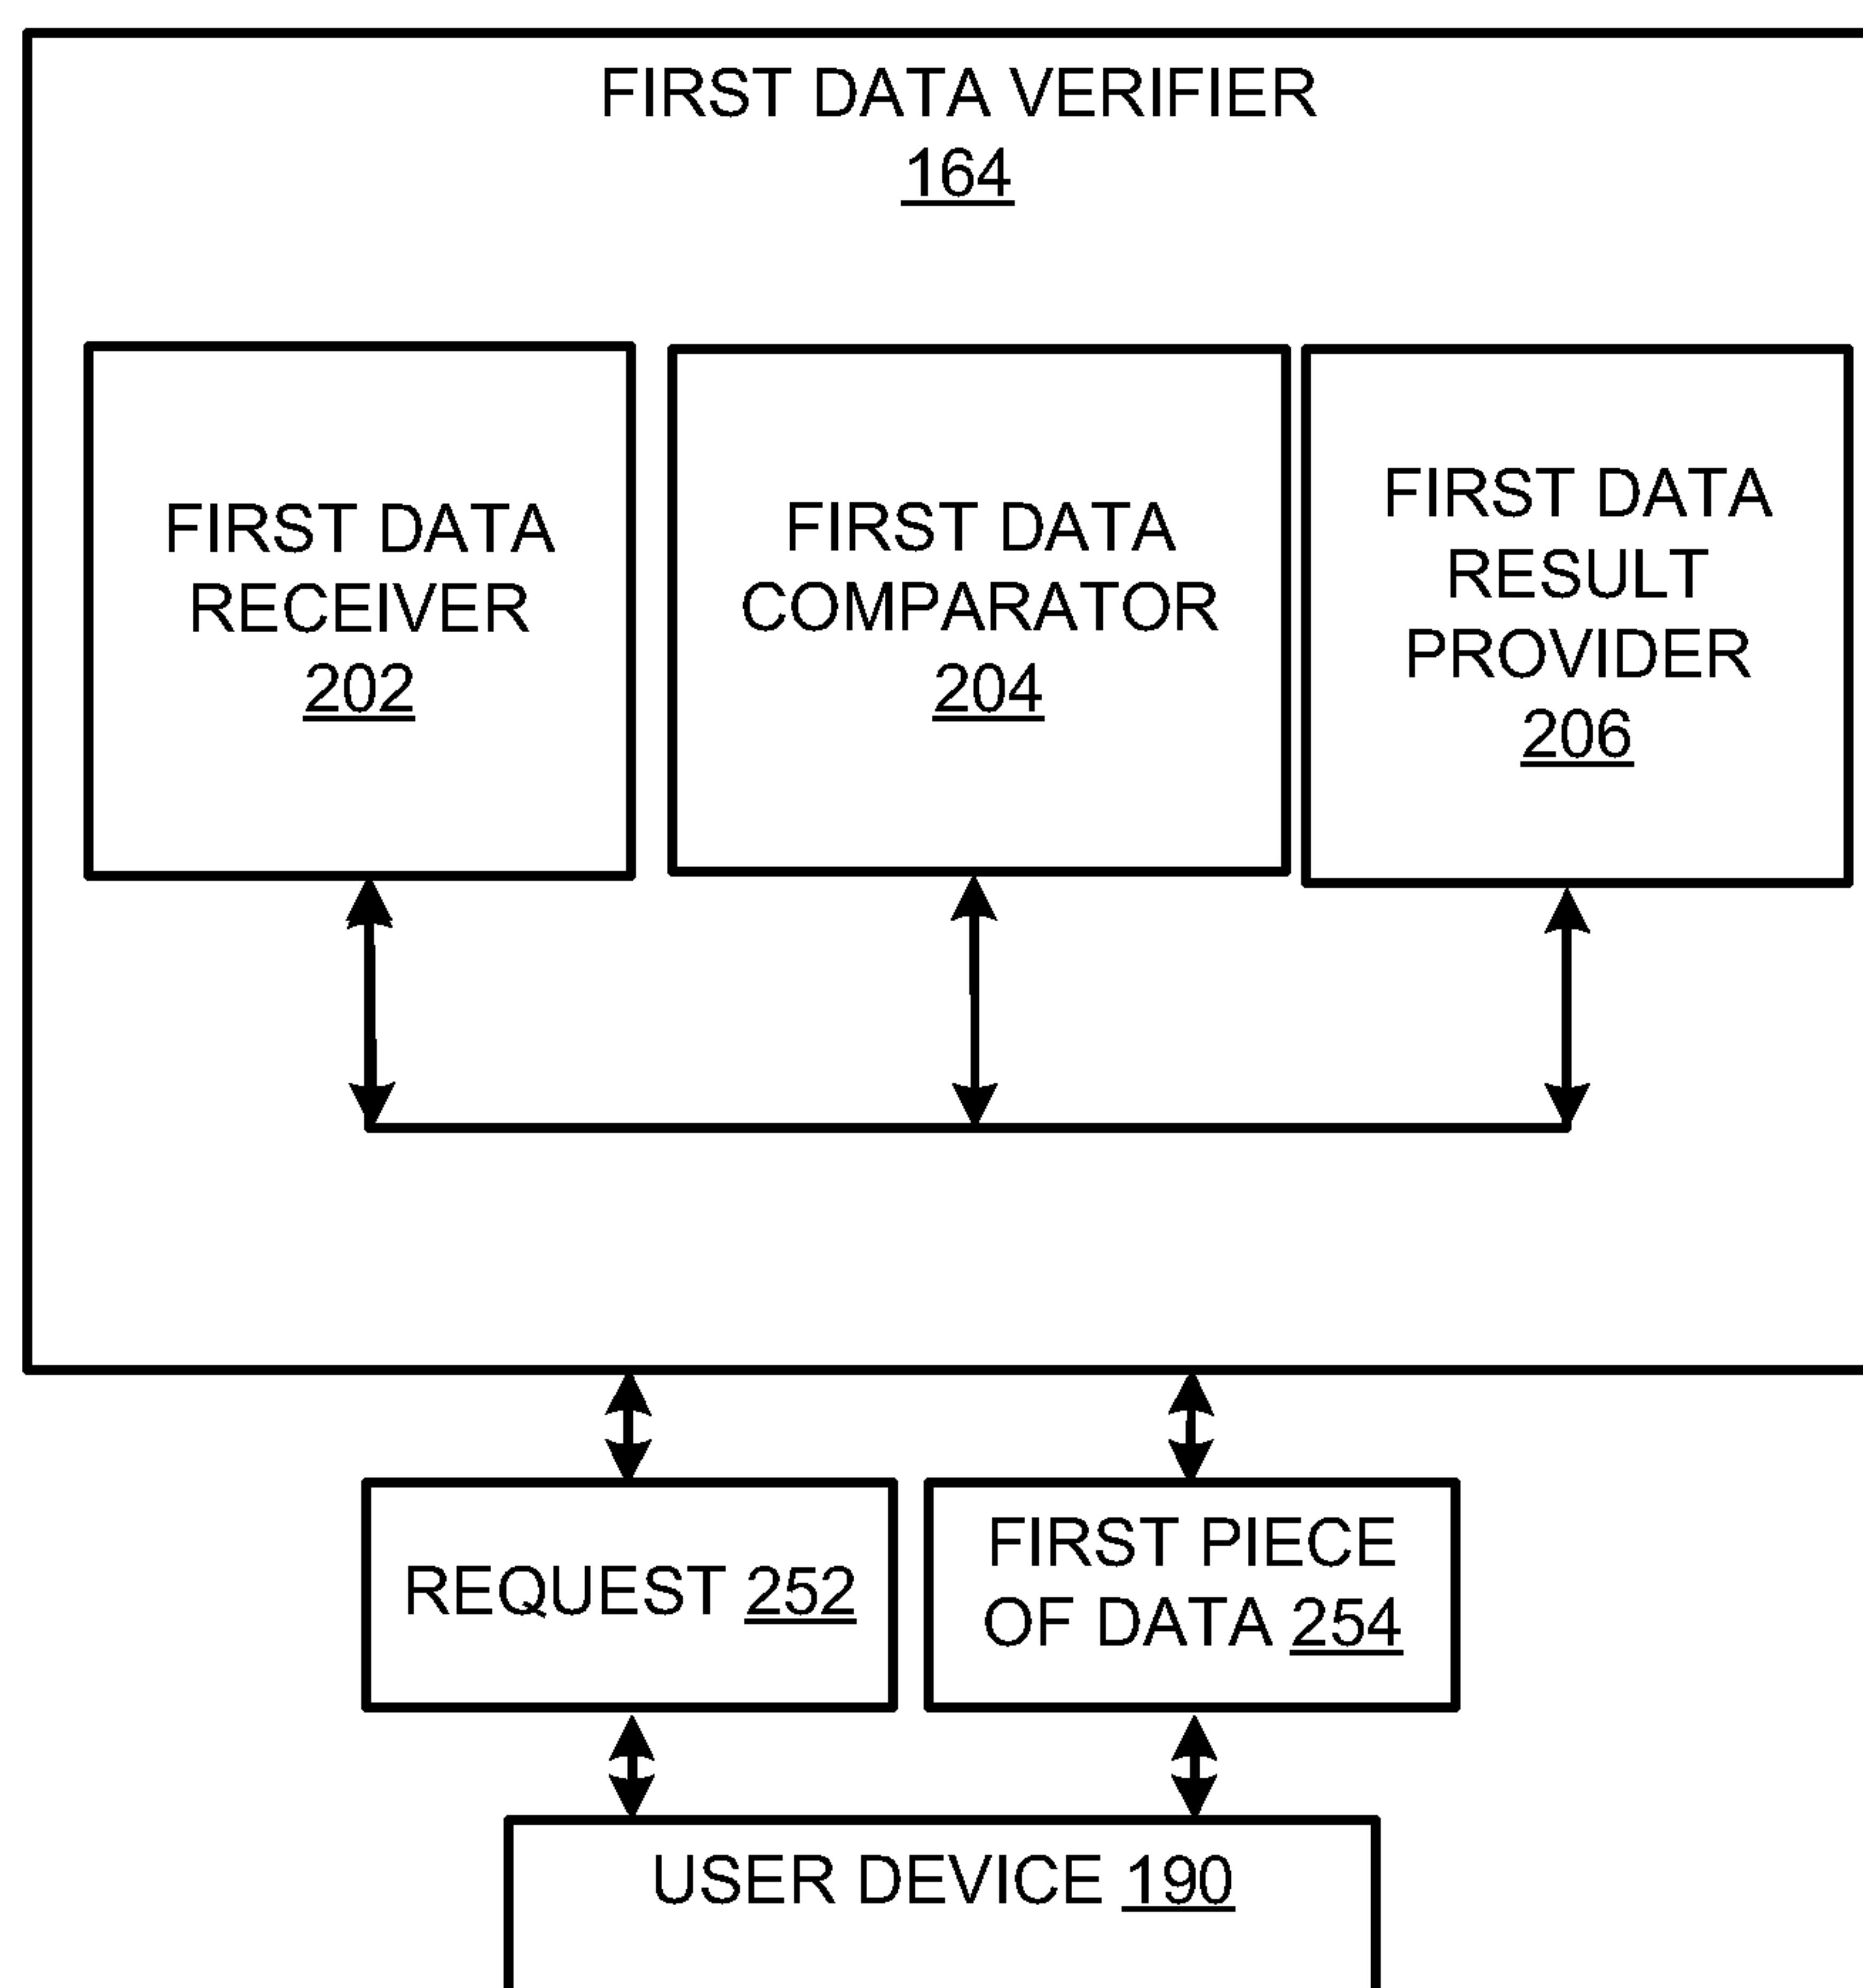 FIRST DATA VERIFIER
164
FIRST DATA
RECEIVER
202
FIRST DATA
COMPARATOR
204
FIRST DATA
RESULT
PROVIDER
206
REQUEST 252
FIRST PIECE
OF DATA 254
USER DEVICE 190